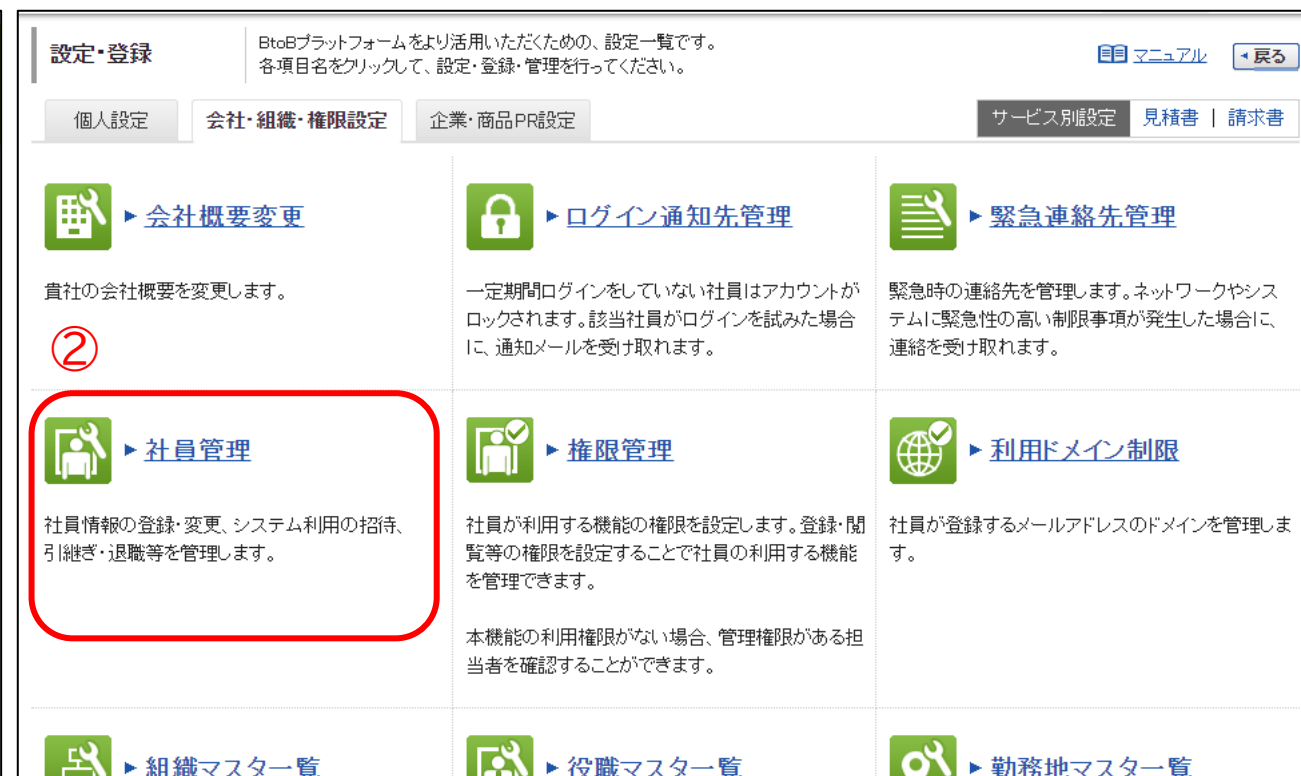 設定・登録
BtoBプラットフォームをより活用いただくための、設定一覧です。
各項目名をクリックして、設定・登録・管理を行ってください。
マニュアル
戻る
個人設定 会社・組織・権限設定 企業・商品PR設定
サービス別設定 見積書 | 請求書
会社概要変更
貴社の会社概要を変更します。
ログイン通知先管理
一定期間ログインをしていない社員はアカウントが
ロックされます。該当社員がログインを試みた場合
に、通知メールを受け取れます。
緊急連絡先管理
緊急時の連絡先を管理します。ネットワークやシス
テムに緊急性の高い制限事項が発生した場合に、
連絡を受け取れます。
②
社員管理
社員情報の登録・変更、システム利用の招待、
引継ぎ・退職等を管理します。
権限管理
社員が利用する機能の権限を設定します。登録・閲
覧等の権限を設定することで社員の利用する機能
を管理できます。
本機能の利用権限がない場合、管理権限がある担
当者を確認することができます。
利用ドメイン制限
社員が登録するメールアドレスのドメインを管理しま
す。
組織マスター覧
役職マスター覧
勤務地マスター覧